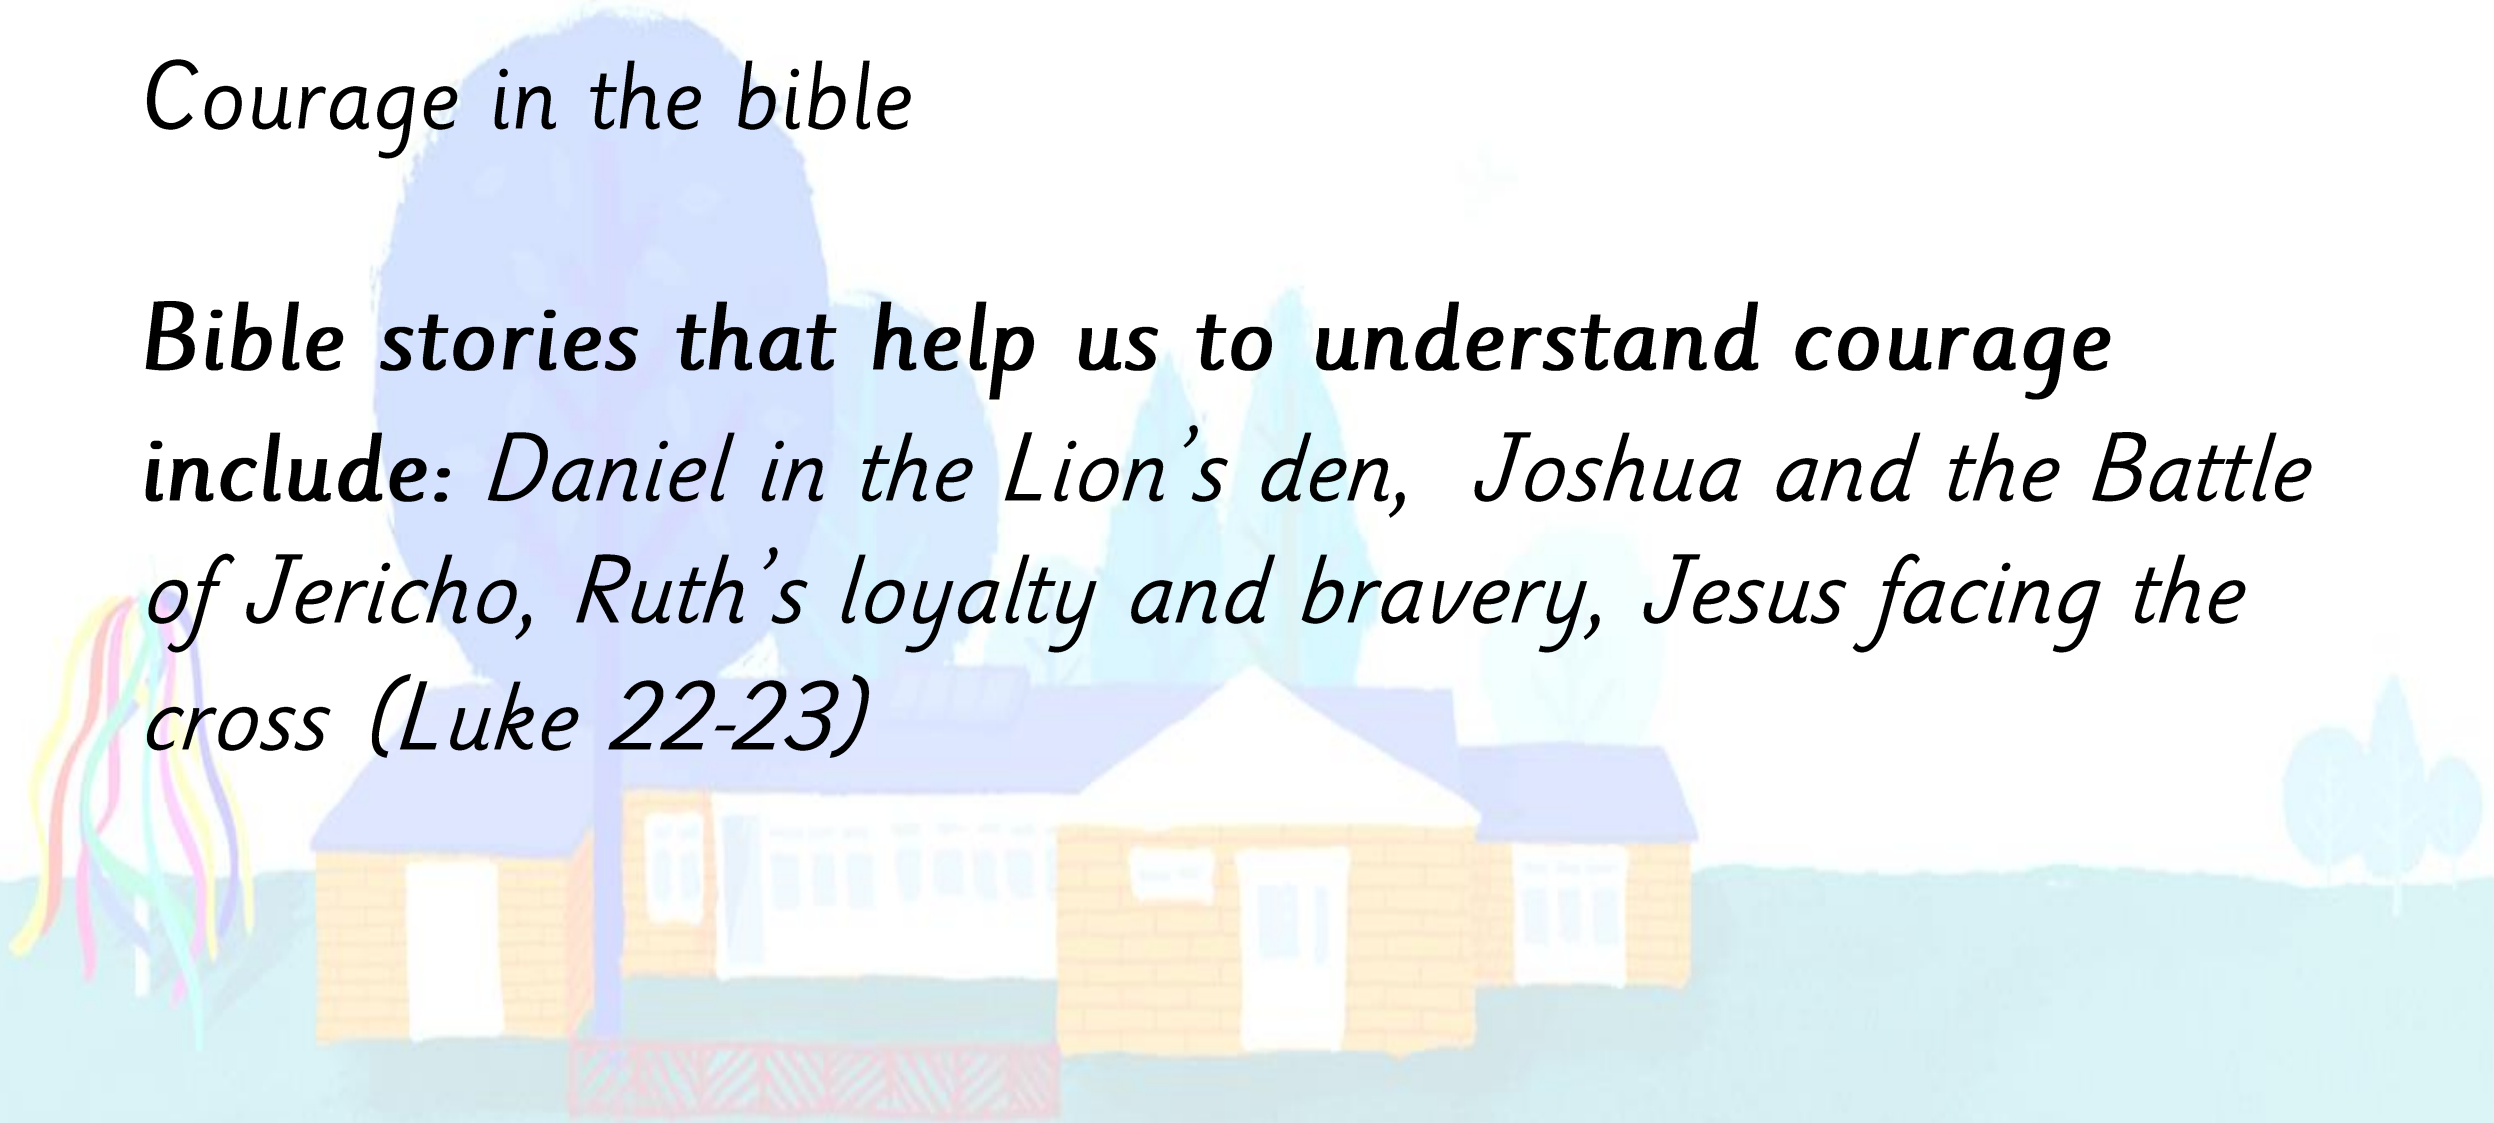 Courage in the bible
Bible stories that help us to understand courage
include: Daniel in the Lion’s den,  Joshua and the Battle
of Jericho, Ruth’s loyalty and bravery, Jesus facing the
cross (Luke 22-23)